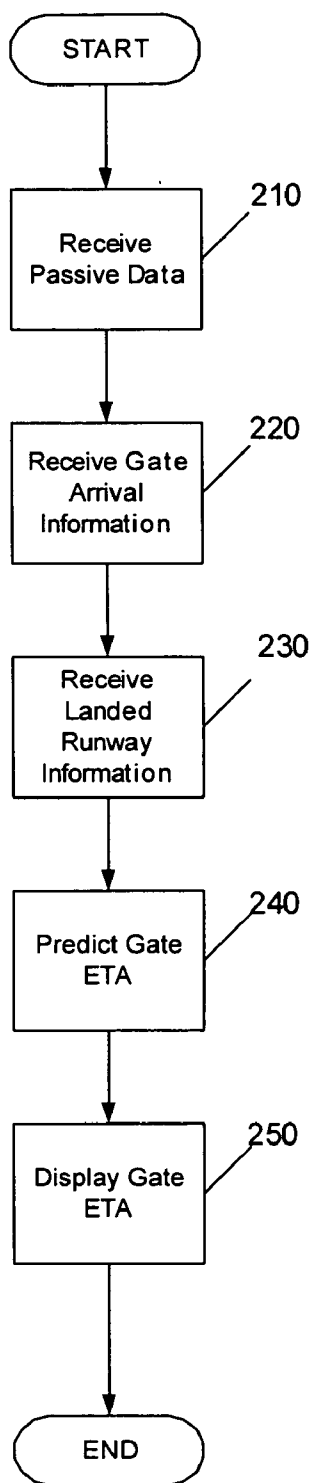 START
210
Receive
Passive Data
220
Receive Gate
Arrival
Information
230
Receive
Landed
Runway
Information
240
Predict Gate
ETA
250
Display Gate
ETA
END